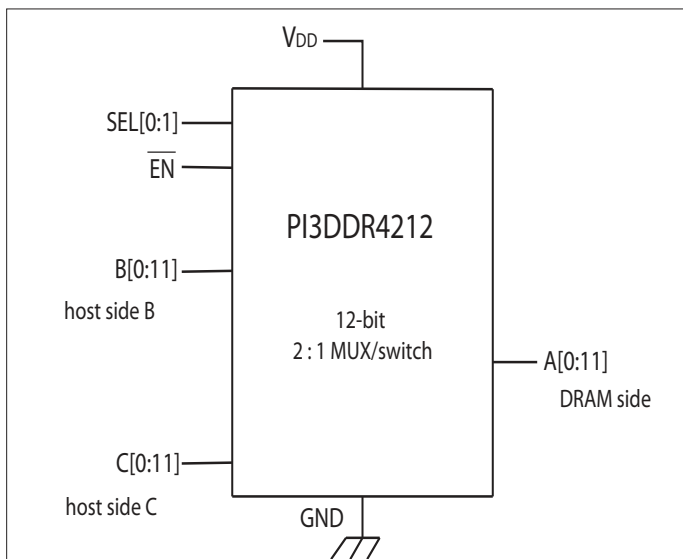 VDD
SEL[0:1]
EN
PI3DDR4212
B[0:11]
host side B
12-bit
2 : 1 MUX/switch
A[0:11]
DRAM side
C[0:11]
host side C
GND